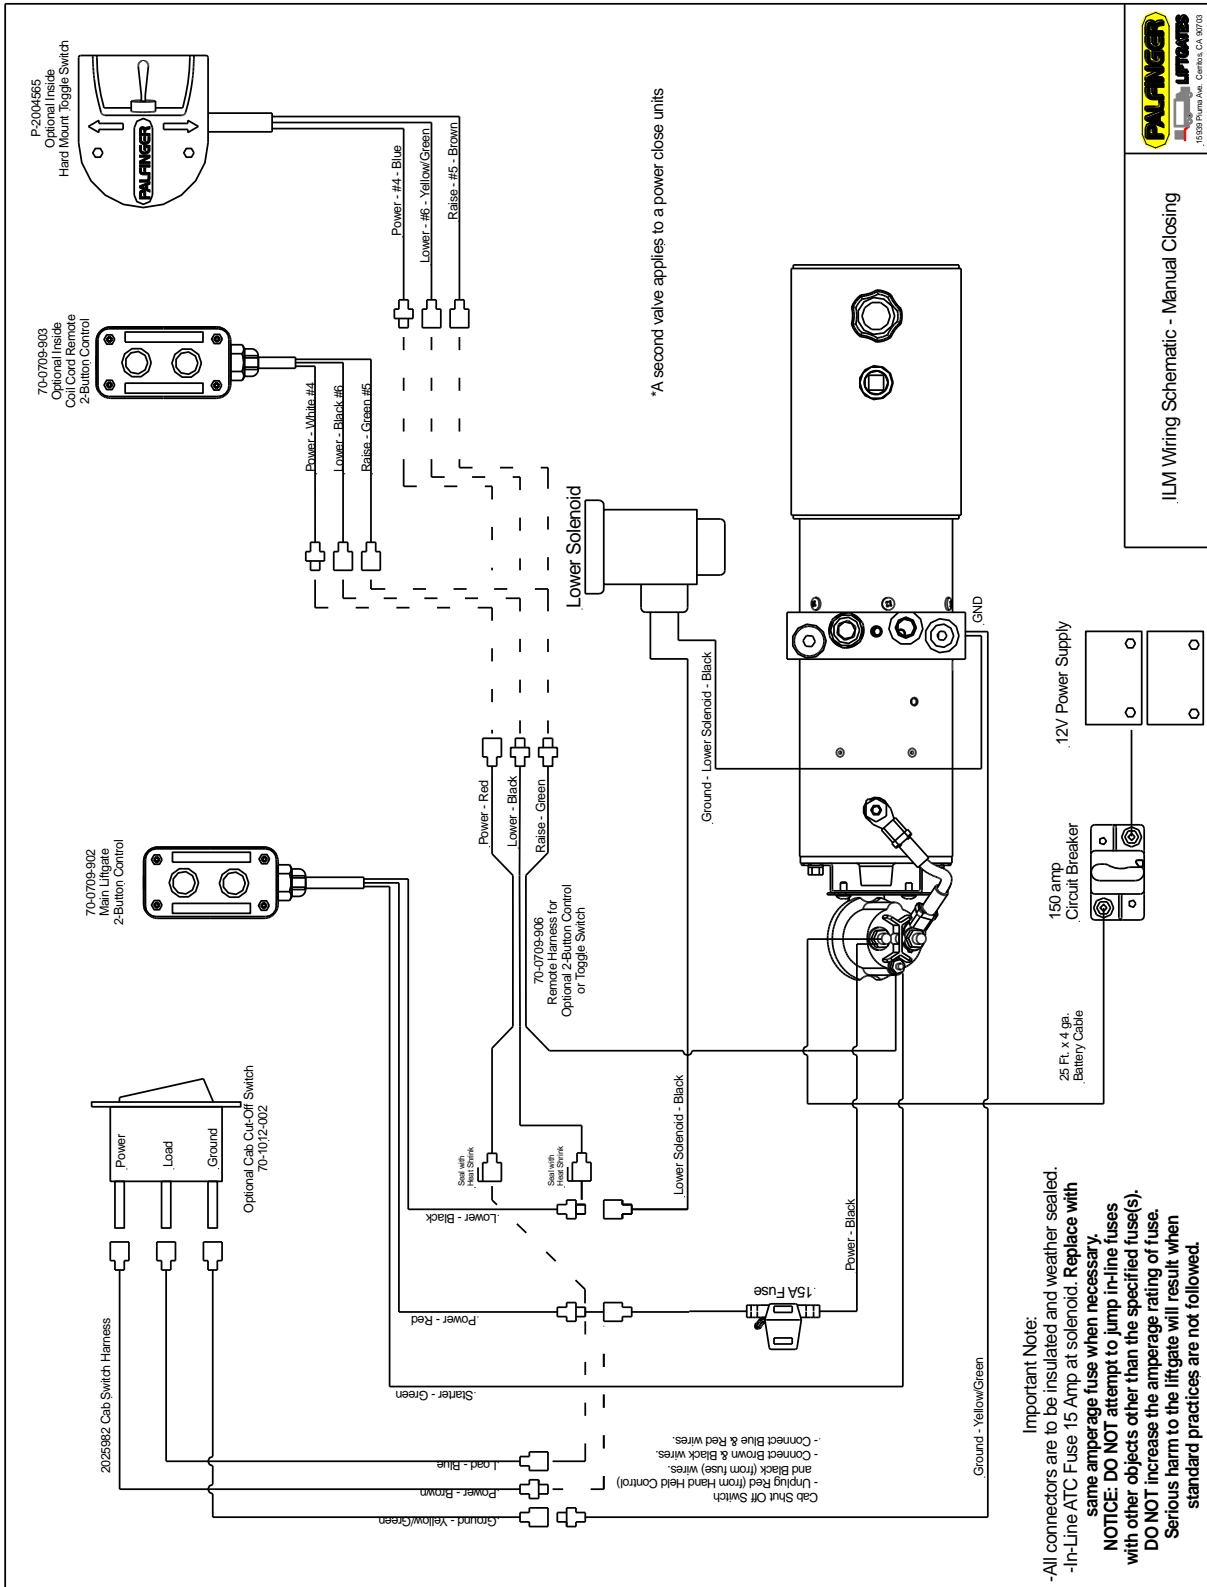 P-2004565
Optional Inside
Hard Mount Toggle Switch
PALFINGER
Power - #4 - Blue
Lower - #6 - Yellow/Green
Raise - #5 - Brown
70-0709-903
Optional Inside
Coil Cord Remote
2-Button Control
Power - White #4
Lower - Black #6
Raise - Green #5
*A second valve applies to a power close units
Lower Solenoid
70-0709-902
Main Liftgate
2-Button Control
Power - Red
Lower - Black
Raise - Green
70-0709-906
Remote Harness for
Optional 2-Button Control
or Toggle Switch
Ground - Lower Solenoid - Black
GND
12V Power Supply
150 amp
Circuit Breaker
25 Ft. x 4 ga.
Battery Cable
Power
Load
Ground
Optional Cab Cut-Off Switch
70-1012-002
Seal with
Heat Shrink
Seal with
Heat Shrink
Lower - Black
Lower Solenoid - Black
Power - Red
15A Fuse
Power - Black
Starter - Green
2025982 Cab Switch Harness
Load - Blue
Power - Brown
Ground - Yellow/Green
Cab Shut Off Switch
- Unplug Red (from Hand Held Control)
and Black (from fuse) wires.
- Connect Brown & Black wires.
- Connect Blue & Red wires.
Ground - Yellow/Green
Important Note:
-All connectors are to be insulated and weather sealed.
-In-Line ATC Fuse 15 Amp at solenoid. Replace with
same amperage fuse when necessary.
NOTICE: DO NOT attempt to jump in-line fuses
with other objects other than the specified fuse(s).
DO NOT increase the amperage rating of fuse.
Serious harm to the liftgate will result when
standard practices are not followed.
ILM Wiring Schematic - Manual Closing
PALFINGER
LIFTGATES
15939 Piuma Ave. Cerritos, CA 90703